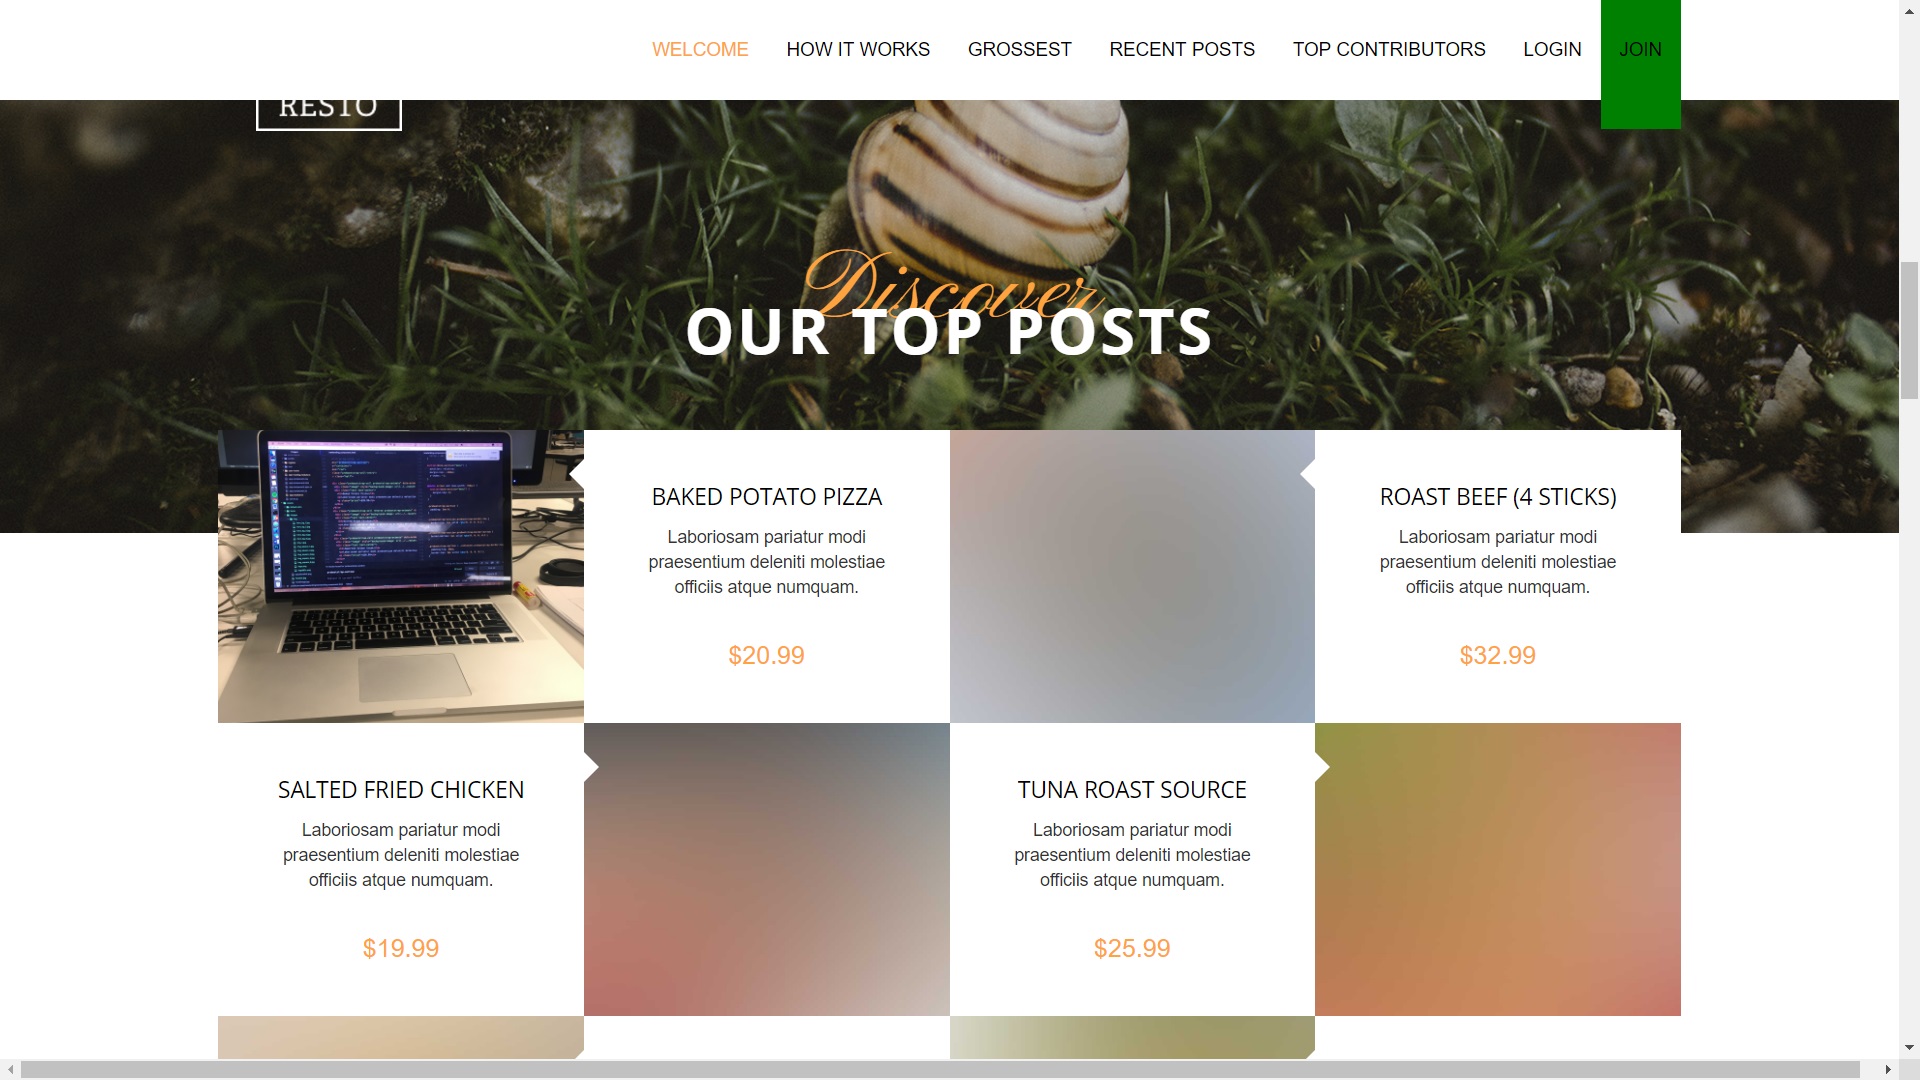 WELCOME
HOW IT WORKS
GROSSEST
RECENT POSTS
TOP CONTRIBUTORS
LOGIN
JOIN
RESTO
Discover
OUR TOP POSTS
BAKED POTATO PIZZA
Laboriosam pariatur modi
praesentium deleniti molestiae
officiis atque numquam.
$20.99
ROAST BEEF (4 STICKS)
Laboriosam pariatur modi
praesentium deleniti molestiae
officiis atque numquam.
$32.99
SALTED FRIED CHICKEN
Laboriosam pariatur modi
praesentium deleniti molestiae
officiis atque numquam.
$19.99
TUNA ROAST SOURCE
Laboriosam pariatur modi
praesentium deleniti molestiae
officiis atque numquam.
$25.99